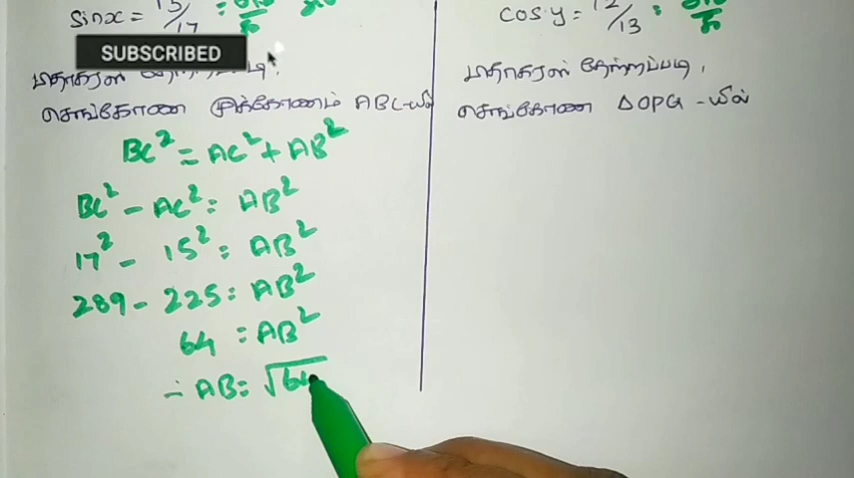 sin x = 15/17 =
SUBSCRIBED
செங்கோண முக்கோணம் ABC-யில்
BC² = AC² + AB²
BC² - AC² = AB²
17² - 15² = AB²
289 - 225 = AB²
64 = AB²
∴ AB = √64
cos y = 12/13 =
பிதாகரஸ் தேற்றப்படி,
செங்கோண ΔOPQ -யில்